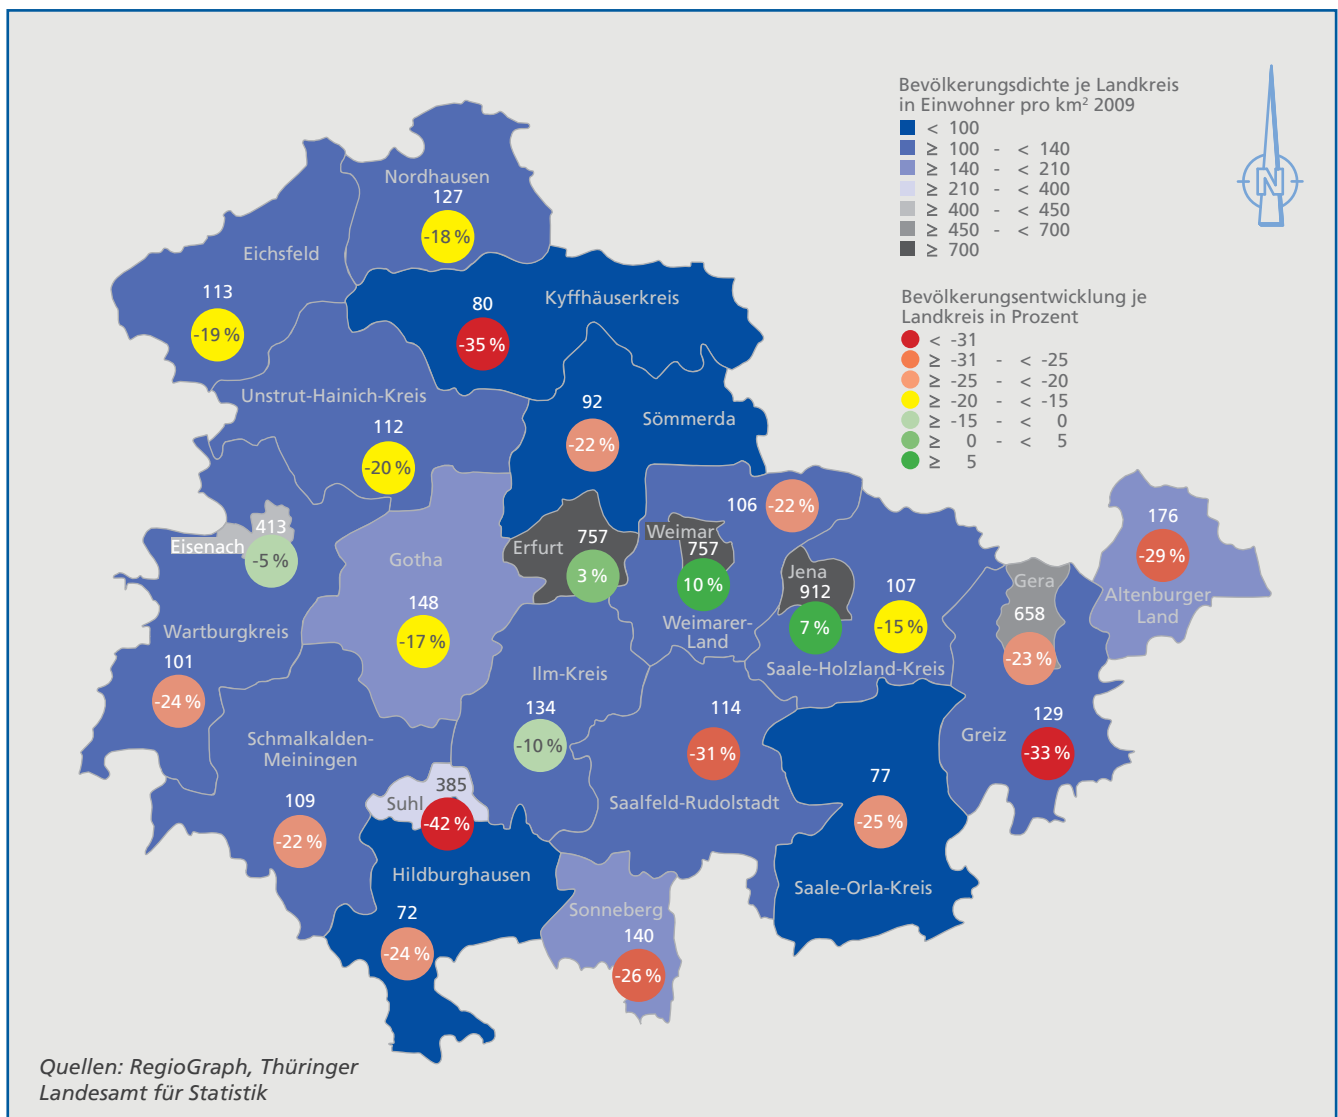 Bevölkerungsdichte je Landkreis
in Einwohner pro km² 2009
< 100
≥ 100 - < 140
≥ 140 - < 210
≥ 210 - < 400
≥ 400 - < 450
≥ 450 - < 700
≥ 700
N
Bevölkerungsentwicklung je
Landkreis in Prozent
< -31
≥ -31 - < -25
≥ -25 - < -20
≥ -20 - < -15
≥ -15 - < 0
≥ 0 - < 5
≥ 5
Nordhausen
127
-18 %
Eichsfeld
113
-19 %
Kyffhäuserkreis
80
-35 %
Unstrut-Hainich-Kreis
112
-20 %
Sömmerda
92
-22 %
106
-22 %
Weimarer-
Land
Weimar
757
10 %
Erfurt
757
3 %
Jena
912
7 %
107
-15 %
Saale-Holzland-Kreis
Gera
658
-23 %
176
-29 %
Altenburger
Land
413
Eisenach
-5 %
Gotha
148
-17 %
Wartburgkreis
101
-24 %
Ilm-Kreis
134
-10 %
114
-31 %
Saalfeld-Rudolstadt
129
Greiz
-33 %
Schmalkalden-
Meiningen
109
-22 %
385
Suhl
-42 %
77
-25 %
Saale-Orla-Kreis
Hildburghausen
72
-24 %
Sonneberg
140
-26 %
Quellen: RegioGraph, Thüringer
Landesamt für Statistik